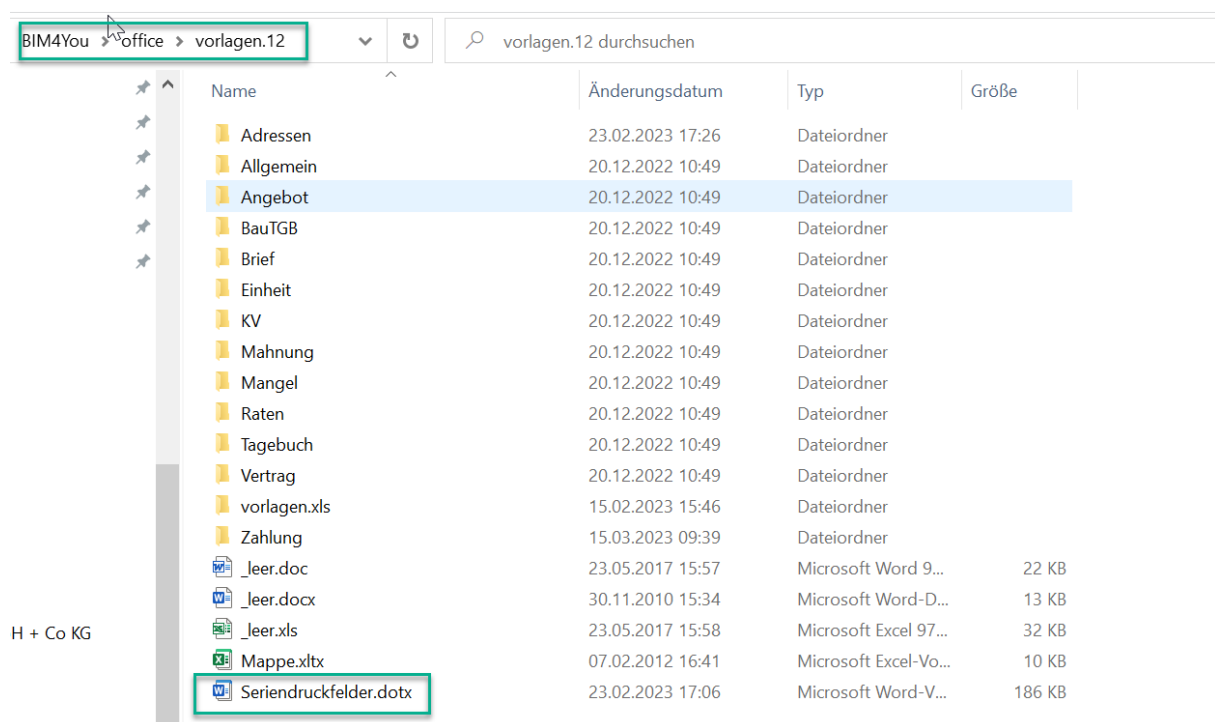 BIM4You > office > vorlagen.12 vorlagen.12 durchsuchen
Name Änderungsdatum Typ Größe
Adressen 23.02.2023 17:26 Dateiordner
Allgemein 20.12.2022 10:49 Dateiordner
Angebot 20.12.2022 10:49 Dateiordner
BauTGB 20.12.2022 10:49 Dateiordner
Brief 20.12.2022 10:49 Dateiordner
Einheit 20.12.2022 10:49 Dateiordner
KV 20.12.2022 10:49 Dateiordner
Mahnung 20.12.2022 10:49 Dateiordner
Mangel 20.12.2022 10:49 Dateiordner
Raten 20.12.2022 10:49 Dateiordner
Tagebuch 20.12.2022 10:49 Dateiordner
Vertrag 20.12.2022 10:49 Dateiordner
vorlagen.xls 15.02.2023 15:46 Dateiordner
Zahlung 15.03.2023 09:39 Dateiordner
_leer.doc 23.05.2017 15:57 Microsoft Word 9... 22 KB
_leer.docx 30.11.2010 15:34 Microsoft Word-D... 13 KB
H + Co KG _leer.xls 23.05.2017 15:58 Microsoft Excel 97... 32 KB
Mappe.xltx 07.02.2012 16:41 Microsoft Excel-Vo... 10 KB
Seriendruckfelder.dotx 23.02.2023 17:06 Microsoft Word-V... 186 KB